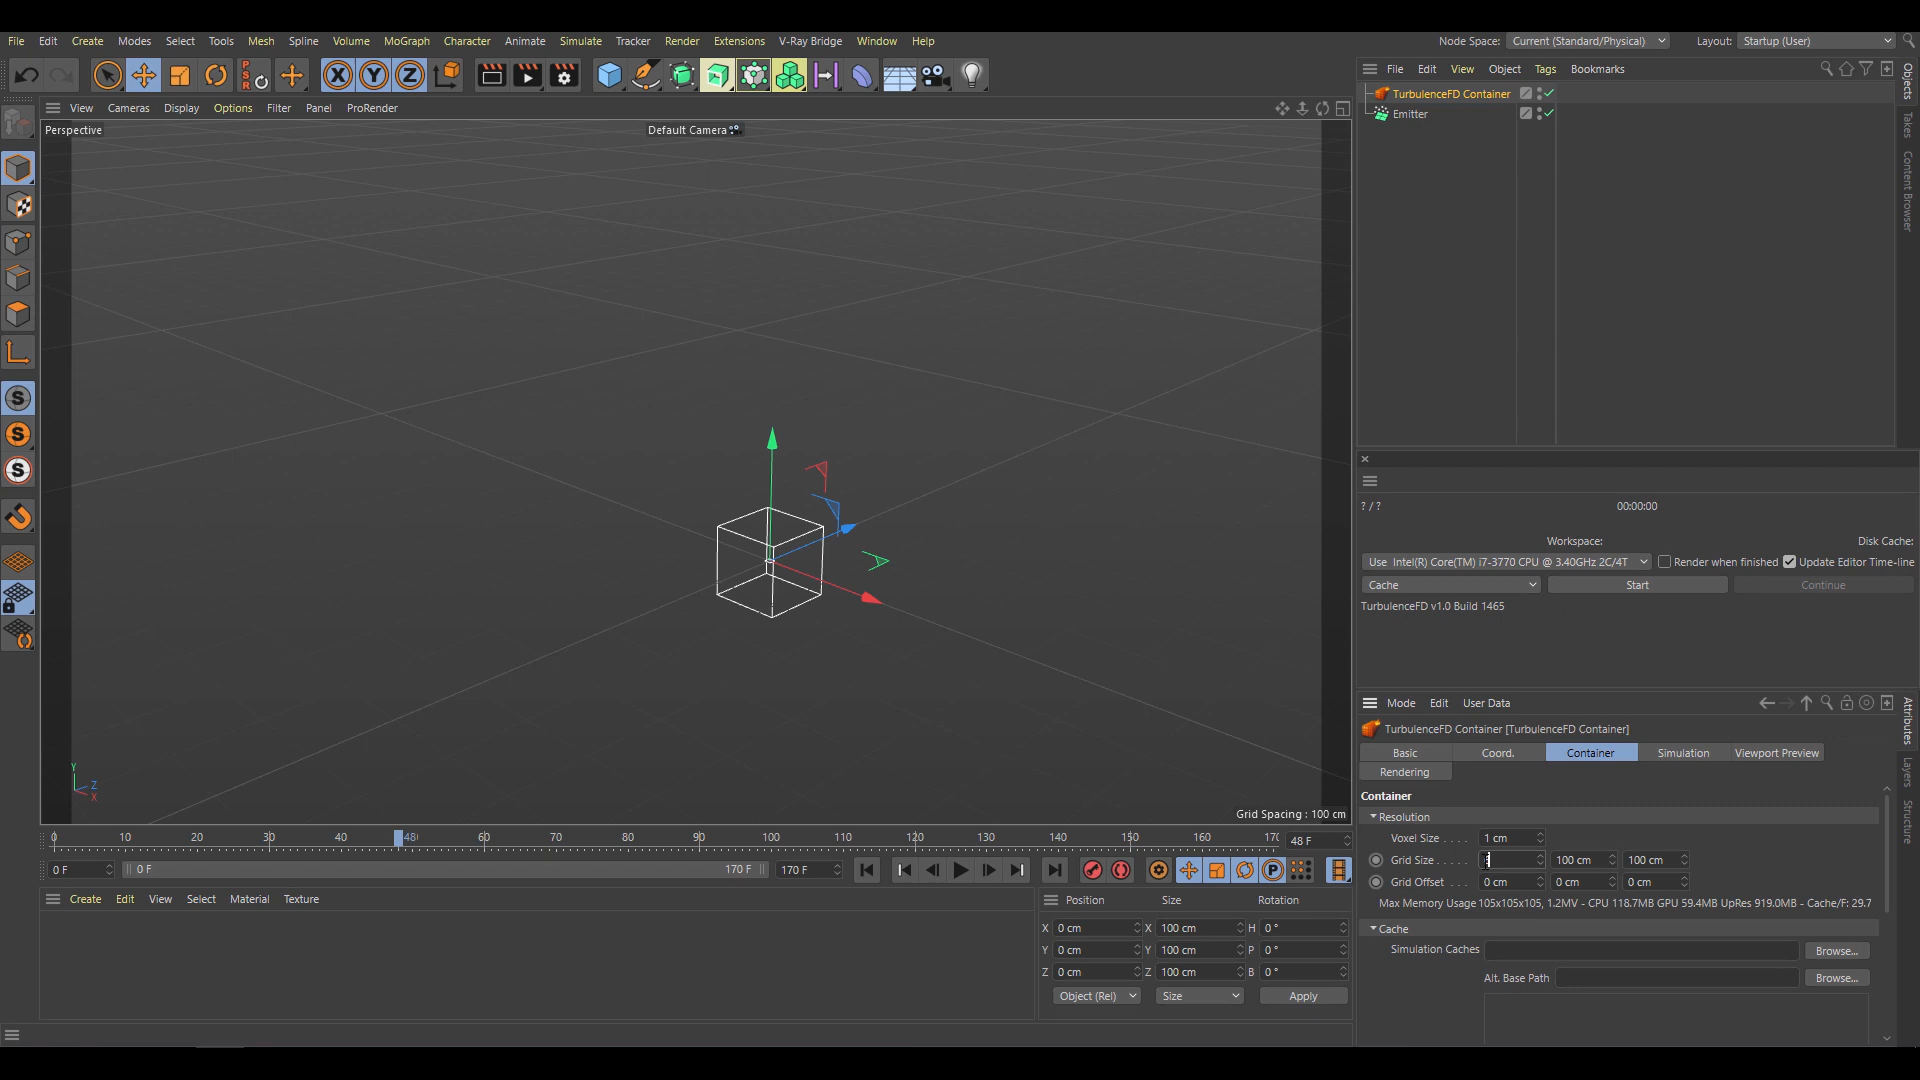 File Edit Create Modes Select Tools Mesh Spline Volume MoGraph Character Animate Simulate Tracker Render Extensions V-Ray Bridge Window Help
Node Space: Current (Standard/Physical) Layout: Startup (User)
File Edit View Object Tags Bookmarks
View Cameras Display Options Filter Panel ProRender
Perspective
Default Camera
TurbulenceFD Container
Emitter
Objects
Takes
Content Browser
PSR
X Y Z
S
S
S
Y
Z
X
Grid Spacing : 100 cm
? / ?
00:00:00
Workspace: Disk Cache:
Use Intel(R) Core(TM) i7-3770 CPU @ 3.40GHz 2C/4T Render when finished Update Editor Time-line
Cache Start Continue
TurbulenceFD v1.0 Build 1465
Mode Edit User Data
TurbulenceFD Container [TurbulenceFD Container]
Basic Coord. Container Simulation Viewport Preview
Rendering
Container
Resolution
Voxel Size . . . . 1 cm
Grid Size . . . . . 100 cm 100 cm
Grid Offset . . . 0 cm 0 cm 0 cm
Max Memory Usage 105x105x105, 1.2MV - CPU 118.7MB GPU 59.4MB UpRes 919.0MB - Cache/F: 29.7
Cache
Simulation Caches Browse...
Alt. Base Path Browse...
Attributes
Layers
Structure
0 10 20 30 40 48 60 70 80 90 100 110 120 130 140 150 160 170 48 F
0 F 0 F 170 F 170 F
P
Create Edit View Select Material Texture
Position Size Rotation
X 0 cm X 100 cm H 0 °
Y 0 cm Y 100 cm P 0 °
Z 0 cm Z 100 cm B 0 °
Object (Rel) Size Apply